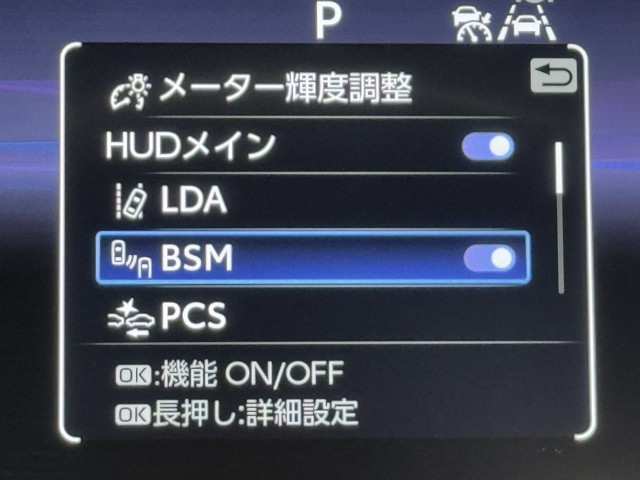 P
メーター輝度調整
HUDメイン
LDA
BSM
PCS
OK:機能 ON/OFF
OK長押し:詳細設定